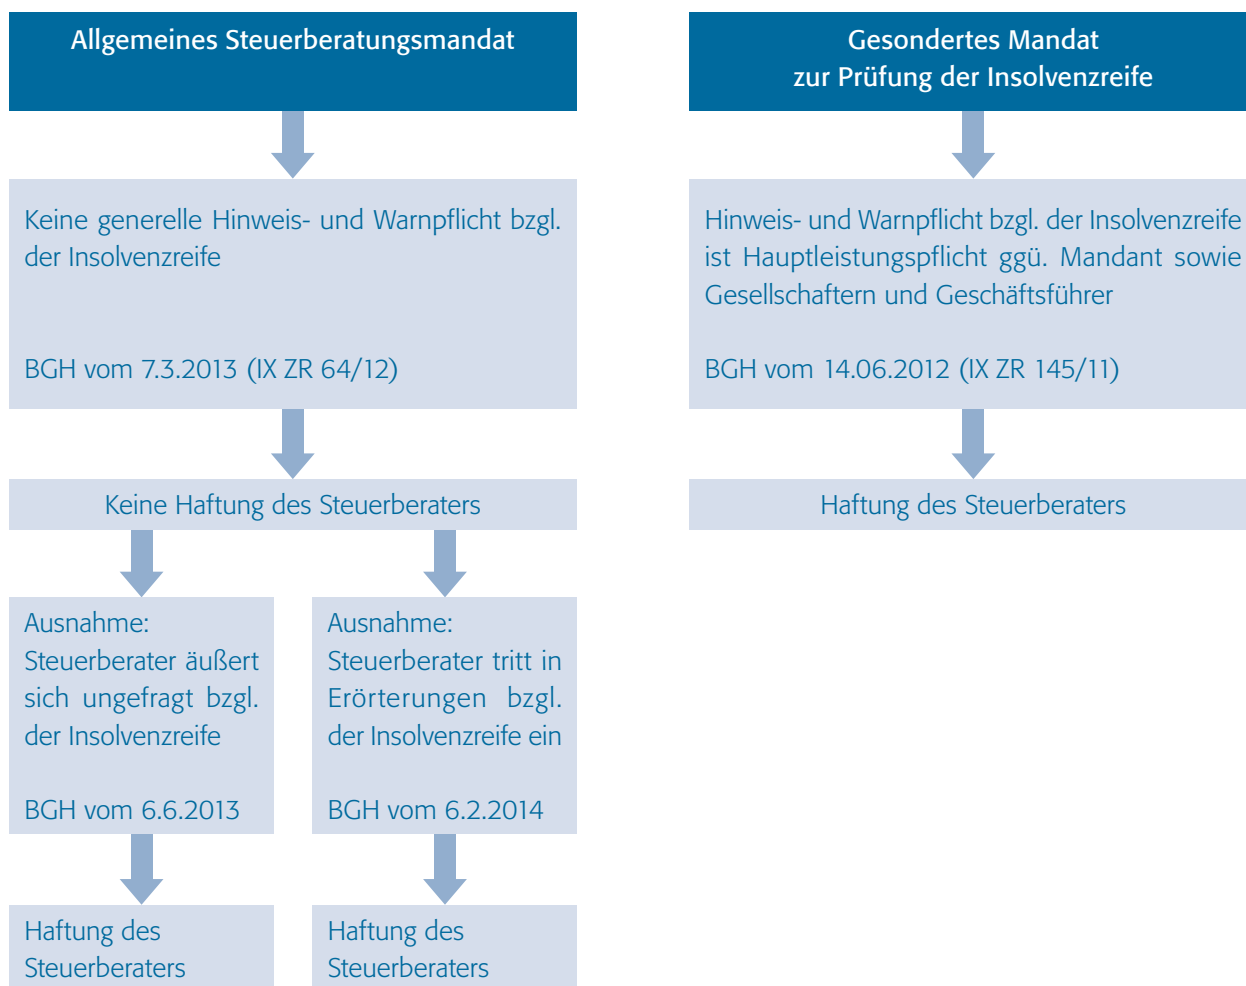 Allgemeines Steuerberatungsmandat
Keine generelle Hinweis- und Warnpflicht bzgl.
der Insolvenzreife
BGH vom 7.3.2013 (IX ZR 64/12)
Keine Haftung des Steuerberaters
Ausnahme:
Steuerberater äußert
sich ungefragt bzgl.
der Insolvenzreife
BGH vom 6.6.2013
Haftung des
Steuerberaters
Ausnahme:
Steuerberater tritt in
Erörterungen bzgl.
der Insolvenzreife ein
BGH vom 6.2.2014
Haftung des
Steuerberaters
Gesondertes Mandat
zur Prüfung der Insolvenzreife
Hinweis- und Warnpflicht bzgl. der Insolvenzreife
ist Hauptleistungspflicht ggü. Mandant sowie
Gesellschaftern und Geschäftsführer
BGH vom 14.06.2012 (IX ZR 145/11)
Haftung des Steuerberaters